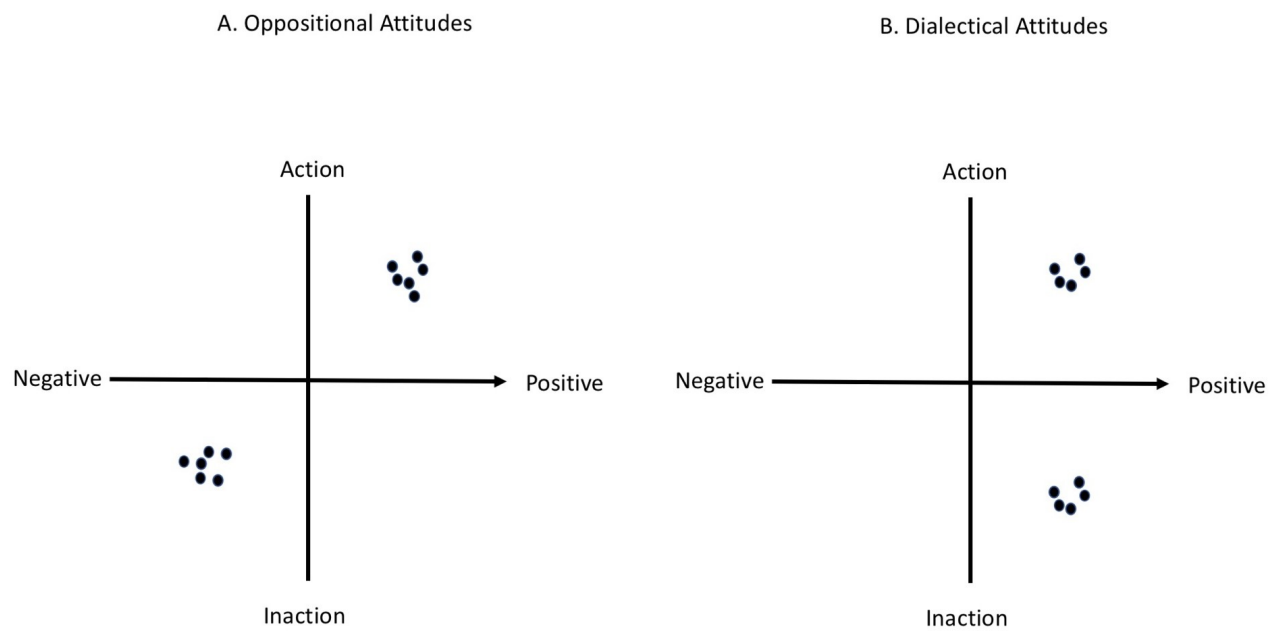 A. Oppositional Attitudes
B. Dialectical Attitudes
Action
Action
Negative
Positive
Negative
Positive
Inaction
Inaction